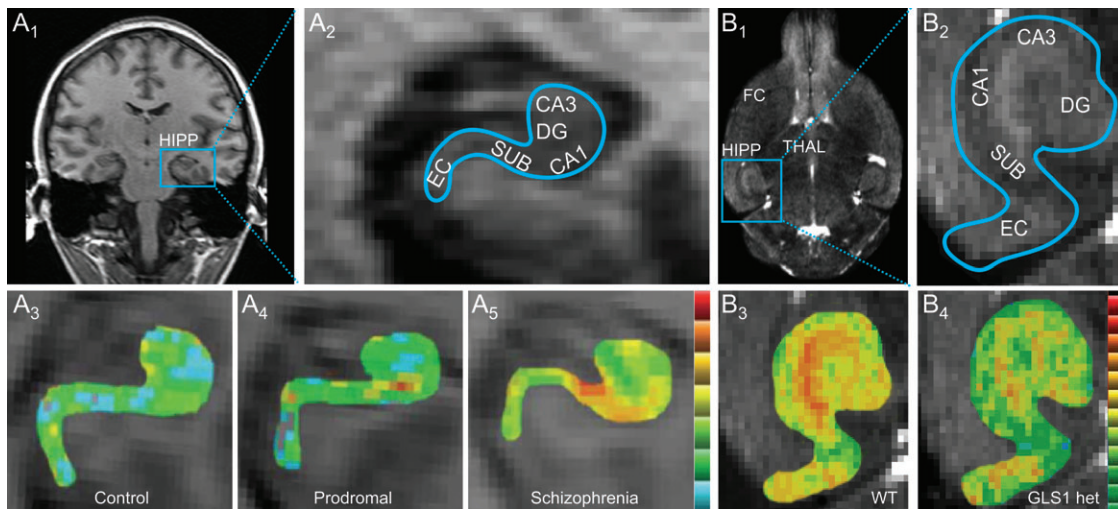 A1
HIPP
A2
CA3
DG
CA1
SUB
EC
B1
FC
HIPP
THAL
B2
CA3
CA1
DG
SUB
EC
A3
Control
A4
Prodromal
A5
Schizophrenia
B3
WT
B4
GLS1 het